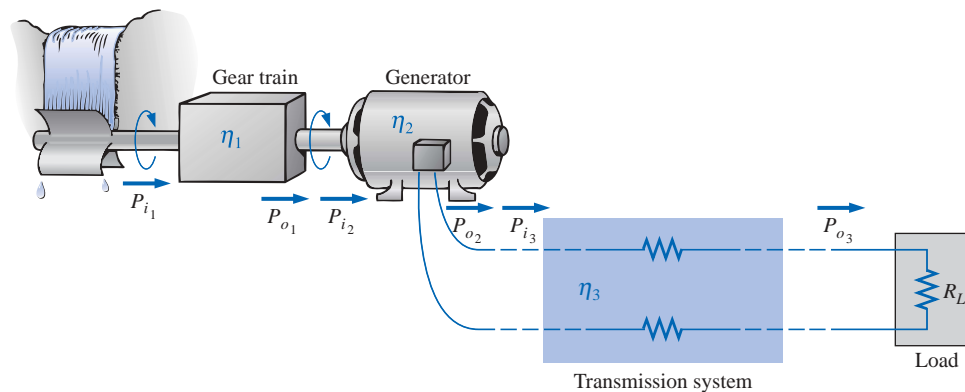 Gear train
Generator
η1
η2
Pi1
Po1
Pi2
Po2
Pi3
Po3
η3
RL
Load
Transmission system